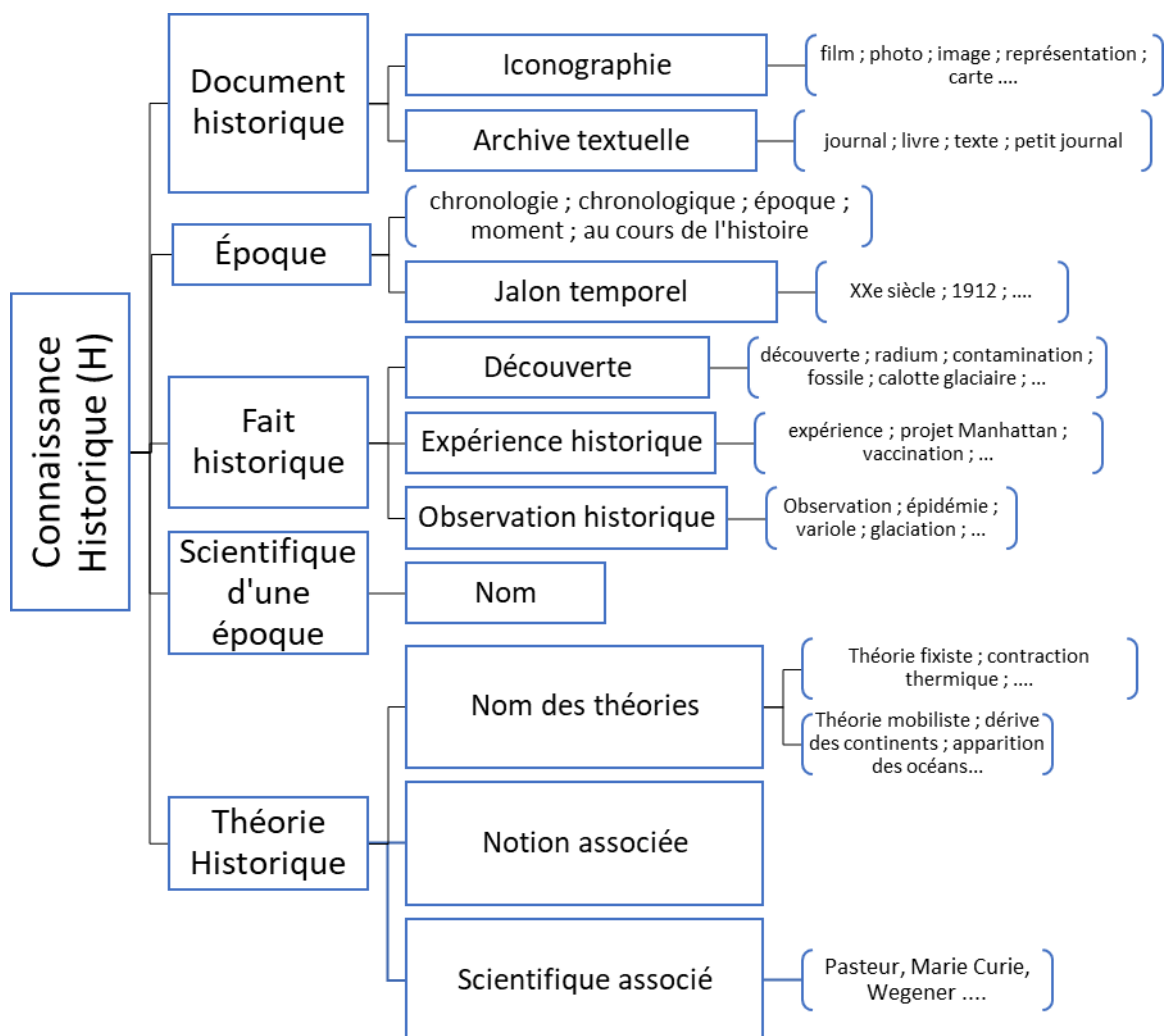 Connaissance
Historique (H)
Document
historique
Iconographie
film ; photo ; image ; représentation ;
carte ....
Archive textuelle
journal ; livre ; texte ; petit journal
Époque
chronologie ; chronologique ; époque ;
moment ; au cours de l'histoire
Jalon temporel
XXe siècle ; 1912 ; ....
Fait
historique
Découverte
découverte ; radium ; contamination ;
fossile ; calotte glaciaire ; ...
Expérience historique
expérience ; projet Manhattan ;
vaccination ; ...
Observation historique
Observation ; épidémie ;
variole ; glaciation ; ...
Scientifique
d'une
époque
Nom
Théorie
Historique
Nom des théories
Théorie fixiste ; contraction
thermique ; ....
Théorie mobiliste ; dérive
des continents ; apparition
des océans...
Notion associée
Scientifique associé
Pasteur, Marie Curie,
Wegener ....